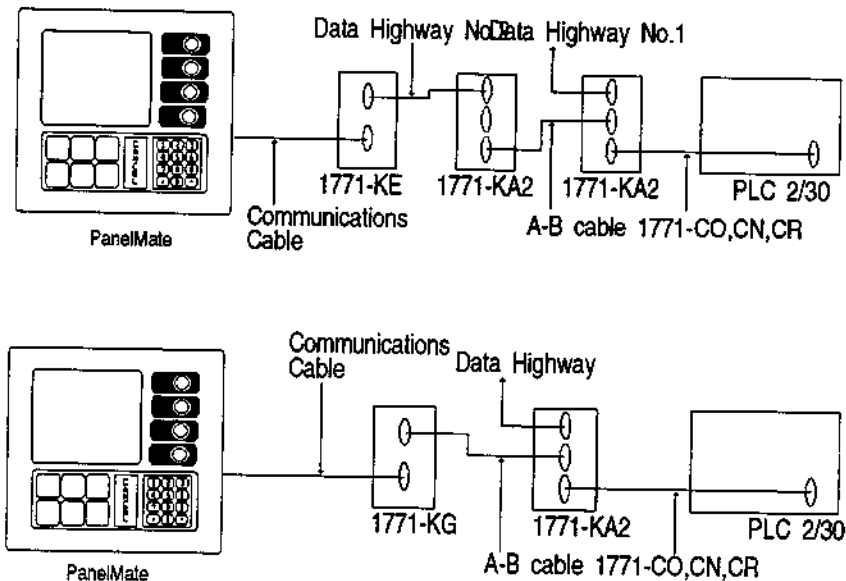 Data Highway No.2
Data Highway No.1
1771-KE
1771-KA2
1771-KA2
PLC 2/30
Communications
Cable
A-B cable 1771-CO,CN,CR
PanelMate
Communications
Cable
Data Highway
1771-KG
1771-KA2
PLC 2/30
A-B cable 1771-CO,CN,CR
PanelMate